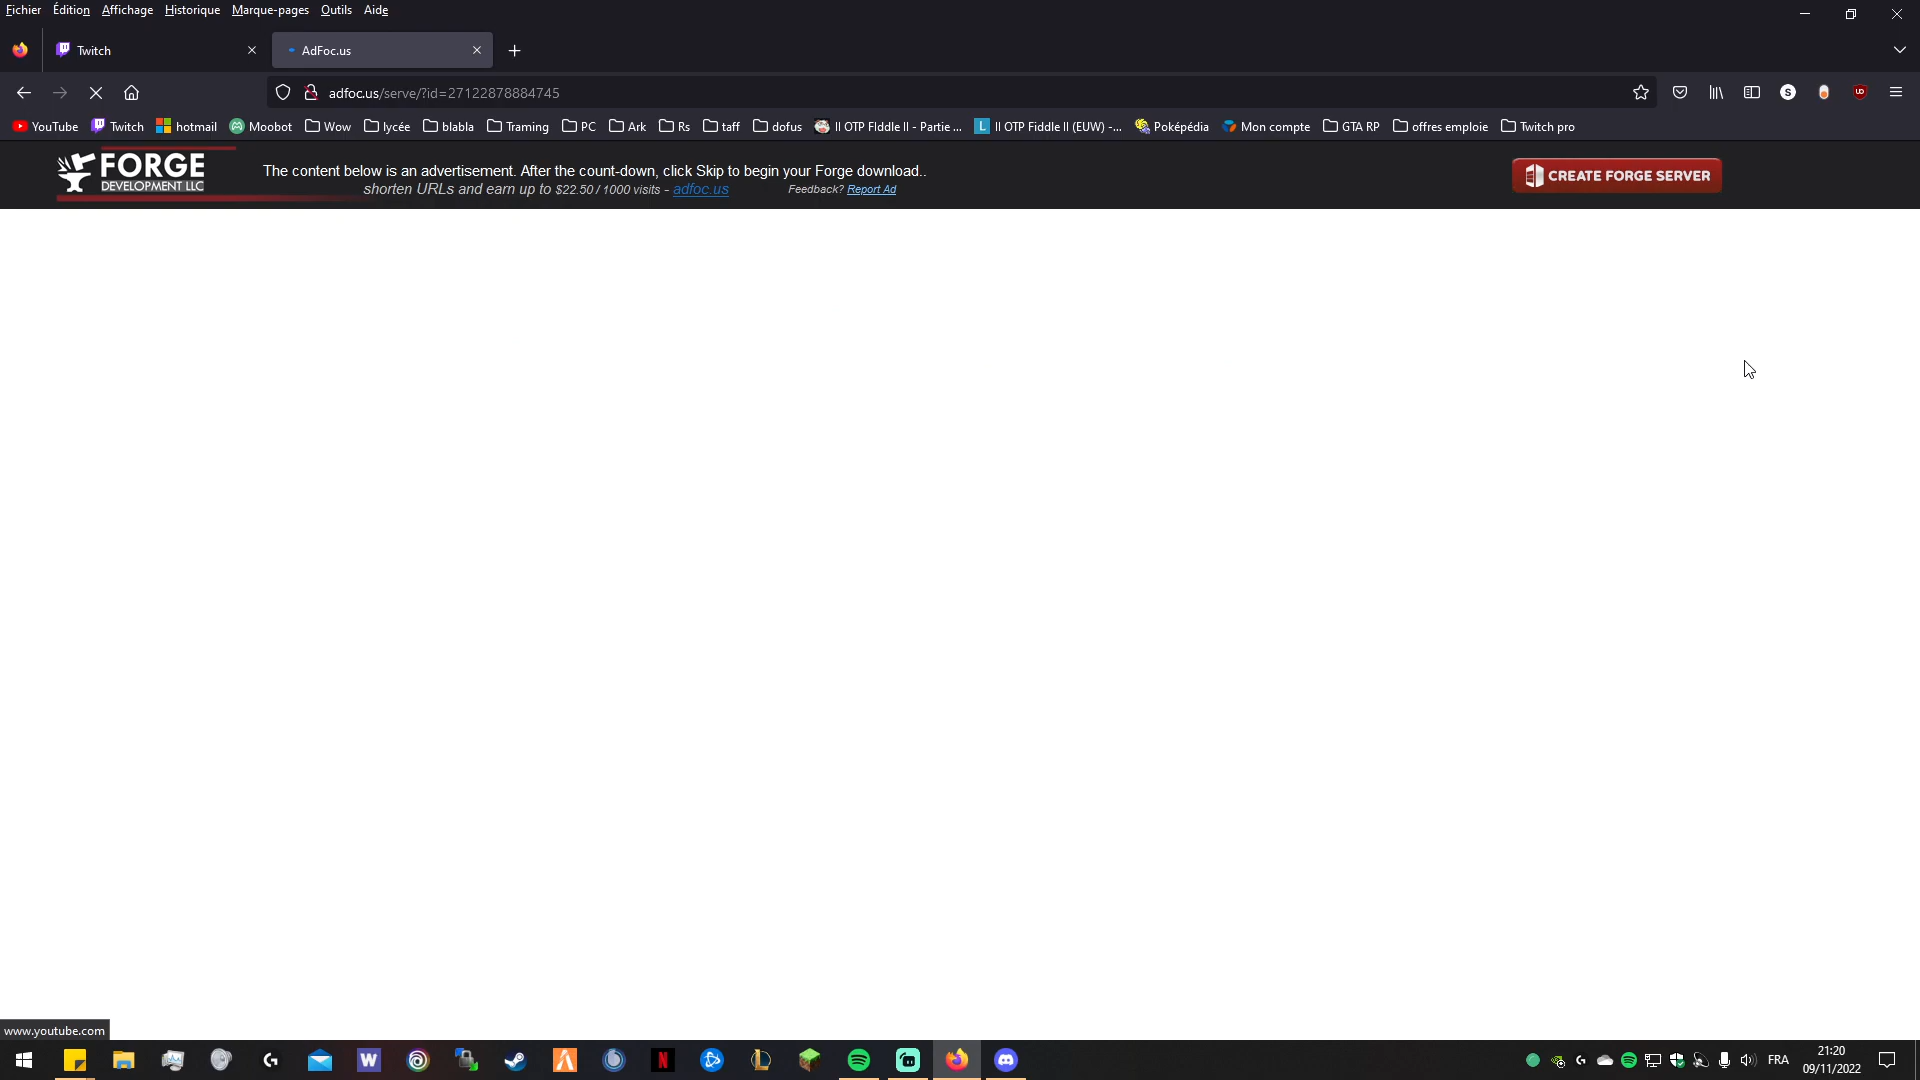 Fichier Édition Affichage Historique Marque-pages Outils Aide
Twitch
AdFoc.us
adfoc.us/serve/?id=27122878884745
YouTube Twitch hotmail Moobot Wow lycée blabla Traming PC Ark Rs taff dofus II OTP FIddle II - Partie ... II OTP Fiddle II (EUW) -... Poképédia Mon compte GTA RP offres emploie Twitch pro
FORGE
DEVELOPMENT LLC
The content below is an advertisement. After the count-down, click Skip to begin your Forge download..
shorten URLs and earn up to $22.50 / 1000 visits - adfoc.us
Feedback? Report Ad
CREATE FORGE SERVER
www.youtube.com
FRA
21:20
09/11/2022